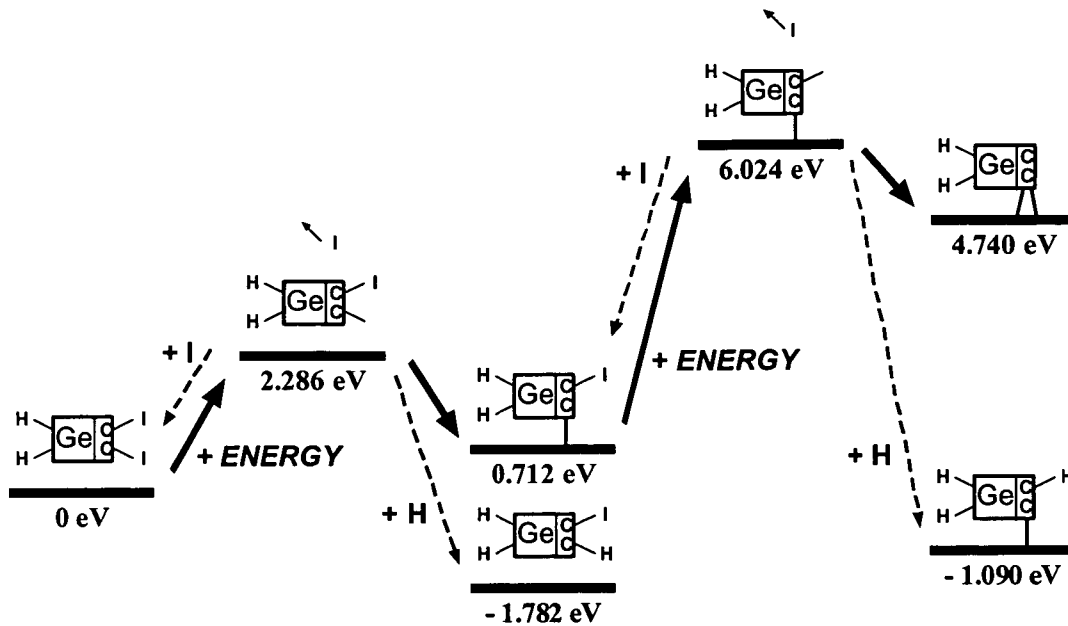 I
H Ge C
H C
6.024 eV
+ I
H Ge C
H C
4.740 eV
I
H Ge C I
H C
2.286 eV
+ I
+ ENERGY
H Ge C I
H C
0.712 eV
H Ge C I
H C I
0 eV
+ ENERGY
+ H
H Ge C I
H C H
- 1.782 eV
+ H
H Ge C H
H C
- 1.090 eV